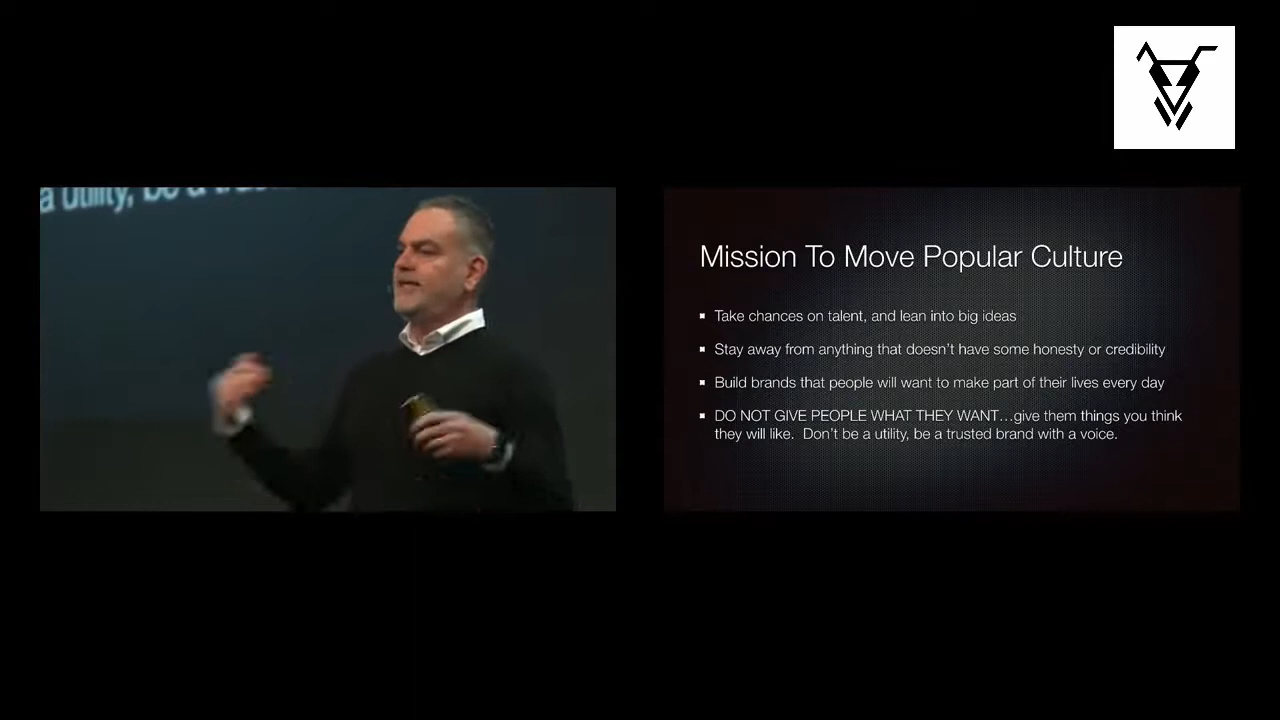 a utility, be a
Mission To Move Popular Culture
Take chances on talent, and lean into big ideas
Stay away from anything that doesn't have some honesty or credibility
Build brands that people will want to make part of their lives every day
DO NOT GIVE PEOPLE WHAT THEY WANT...give them things you think
they will like.  Don't be a utility, be a trusted brand with a voice.